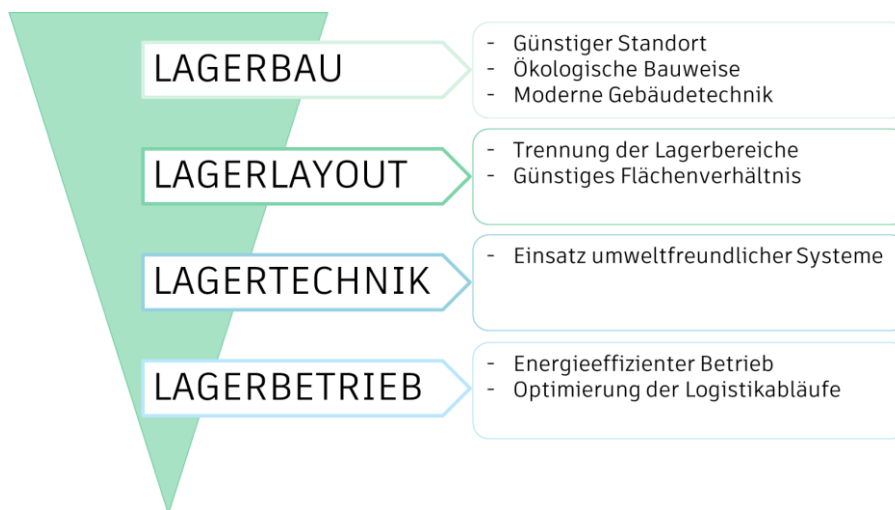 LAGERBAU
- Günstiger Standort
- Ökologische Bauweise
- Moderne Gebäudetechnik
LAGERLAYOUT
- Trennung der Lagerbereiche
- Günstiges Flächenverhältnis
LAGERTECHNIK
- Einsatz umweltfreundlicher Systeme
LAGERBETRIEB
- Energieeffizienter Betrieb
- Optimierung der Logistikabläufe